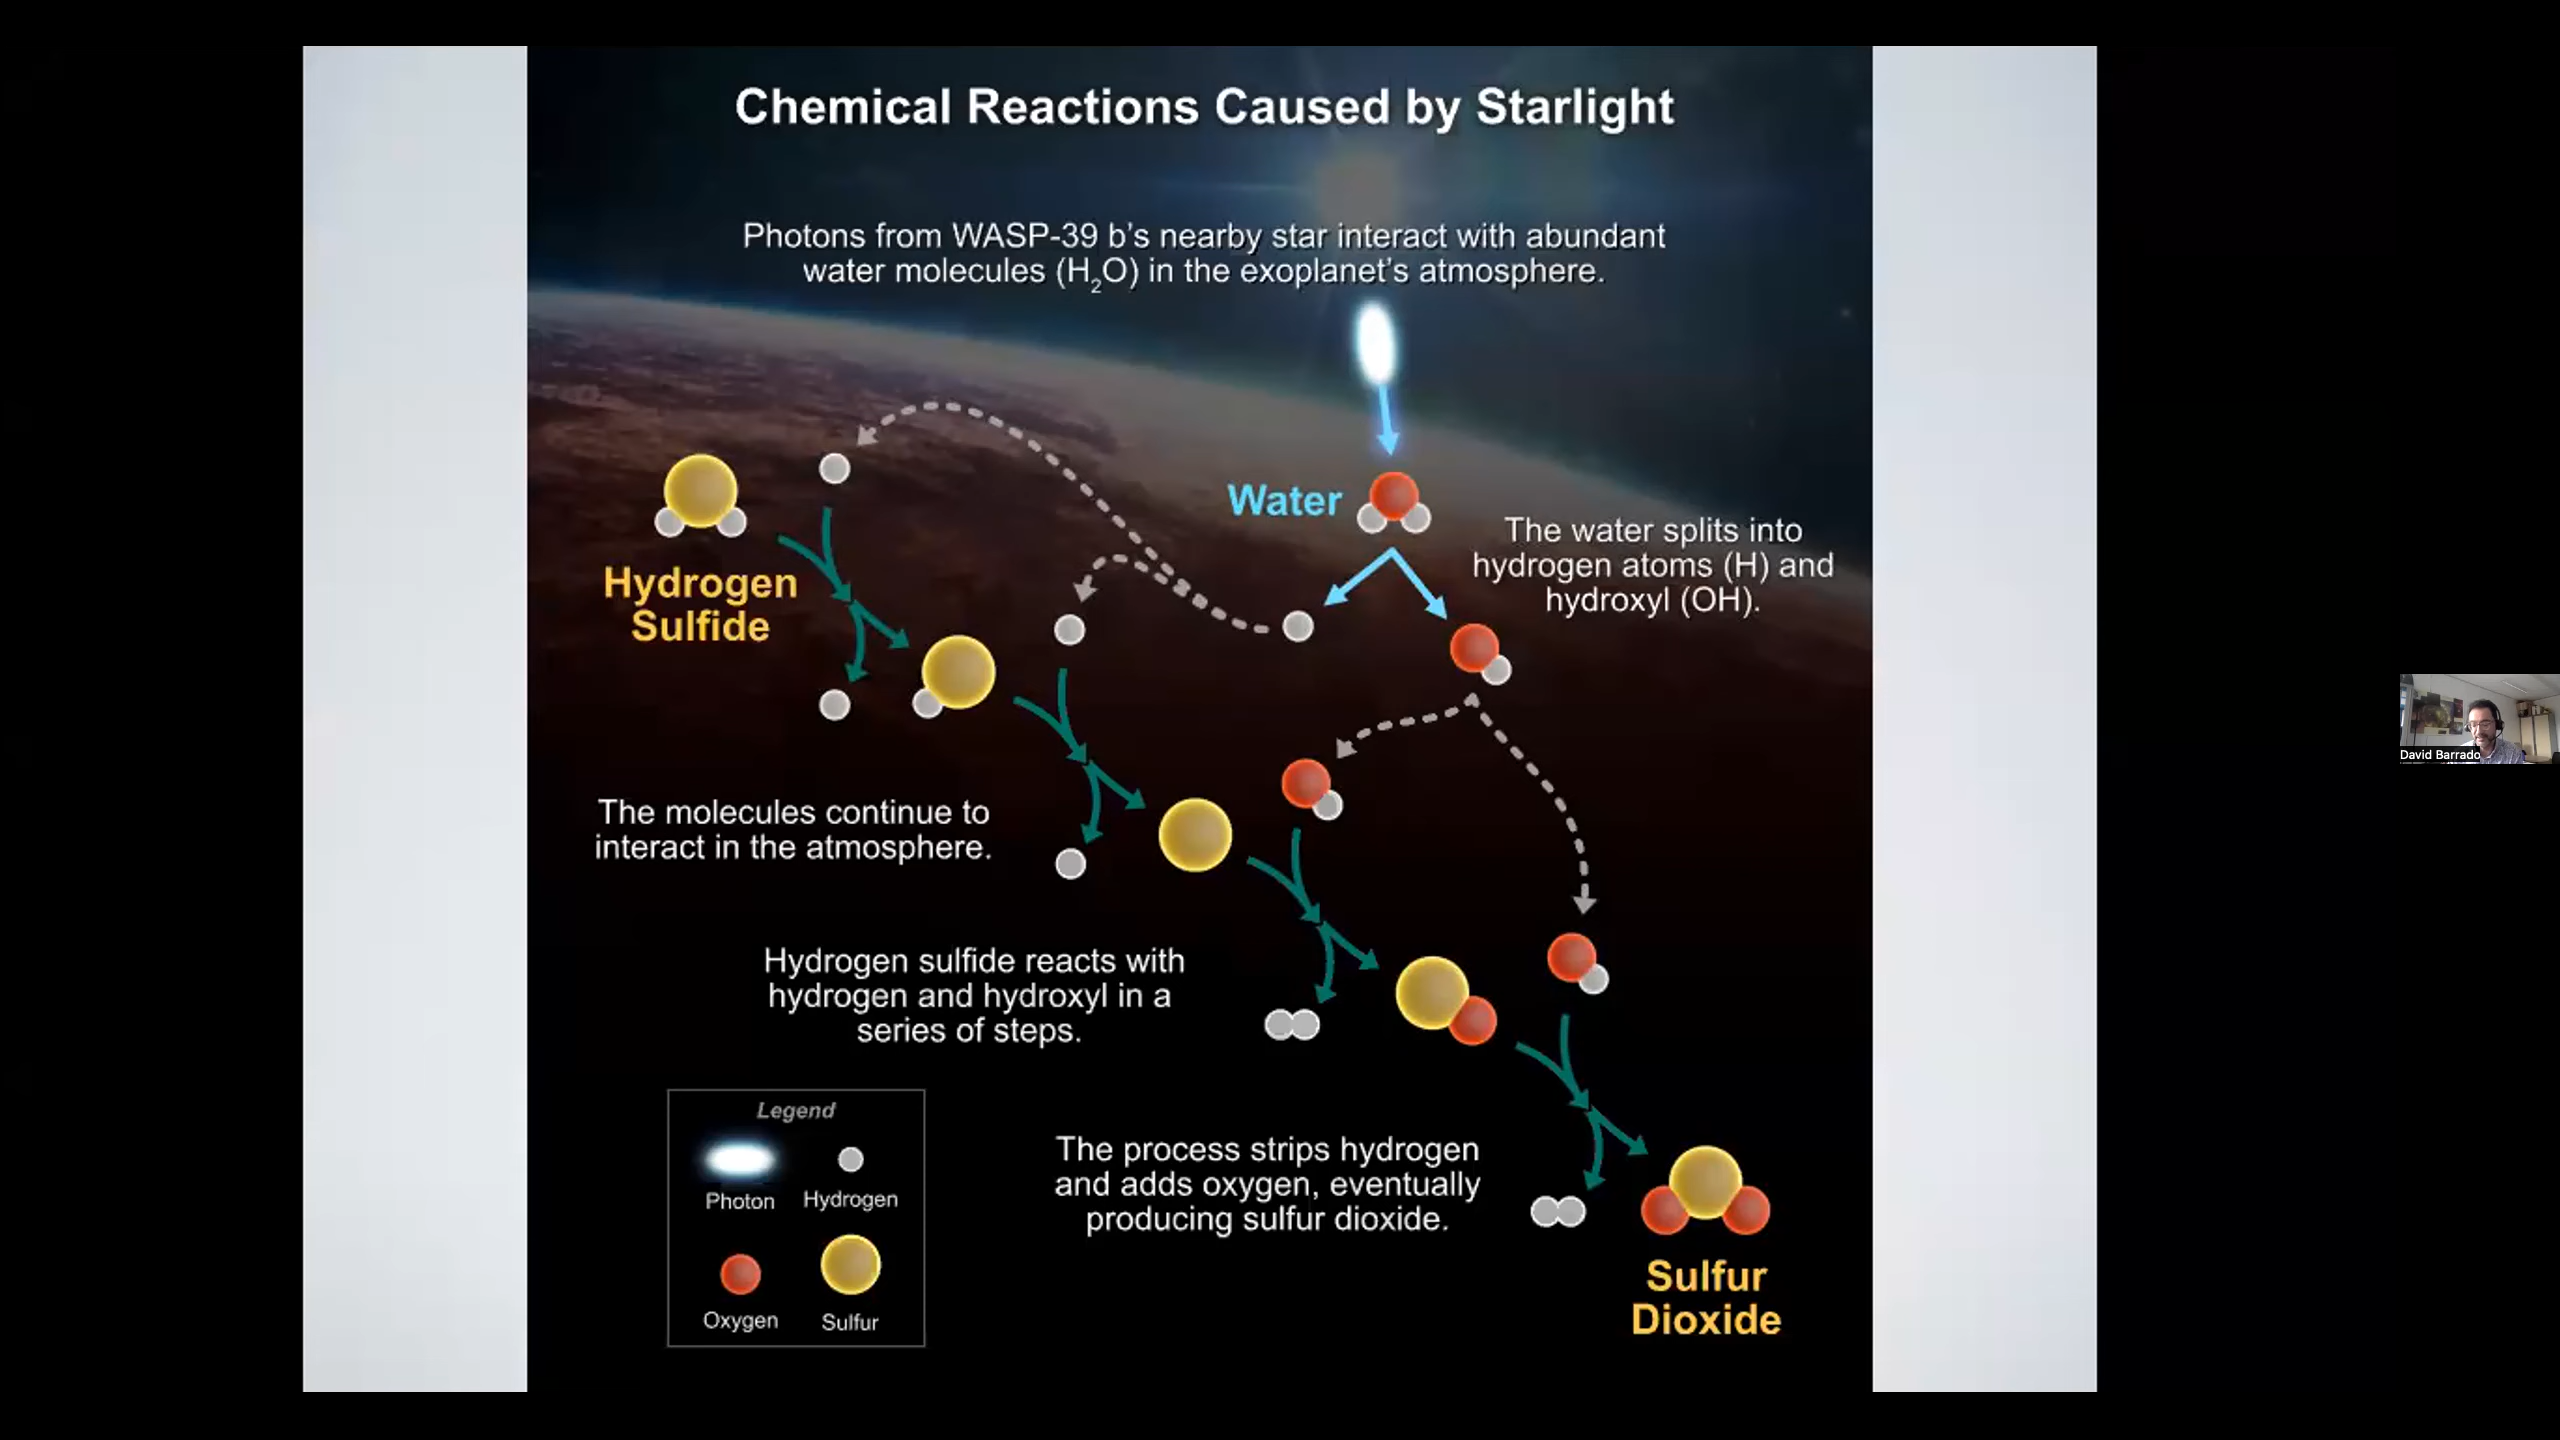 Chemical Reactions Caused by Starlight
Photons from WASP-39 b’s nearby star interact with abundant
water molecules (H₂O) in the exoplanet’s atmosphere.
Water
The water splits into
hydrogen atoms (H) and
hydroxyl (OH).
Hydrogen
Sulfide
The molecules continue to
interact in the atmosphere.
Hydrogen sulfide reacts with
hydrogen and hydroxyl in a
series of steps.
The process strips hydrogen
and adds oxygen, eventually
producing sulfur dioxide.
Sulfur
Dioxide
Legend
Photon
Hydrogen
Oxygen
Sulfur
David Barrado